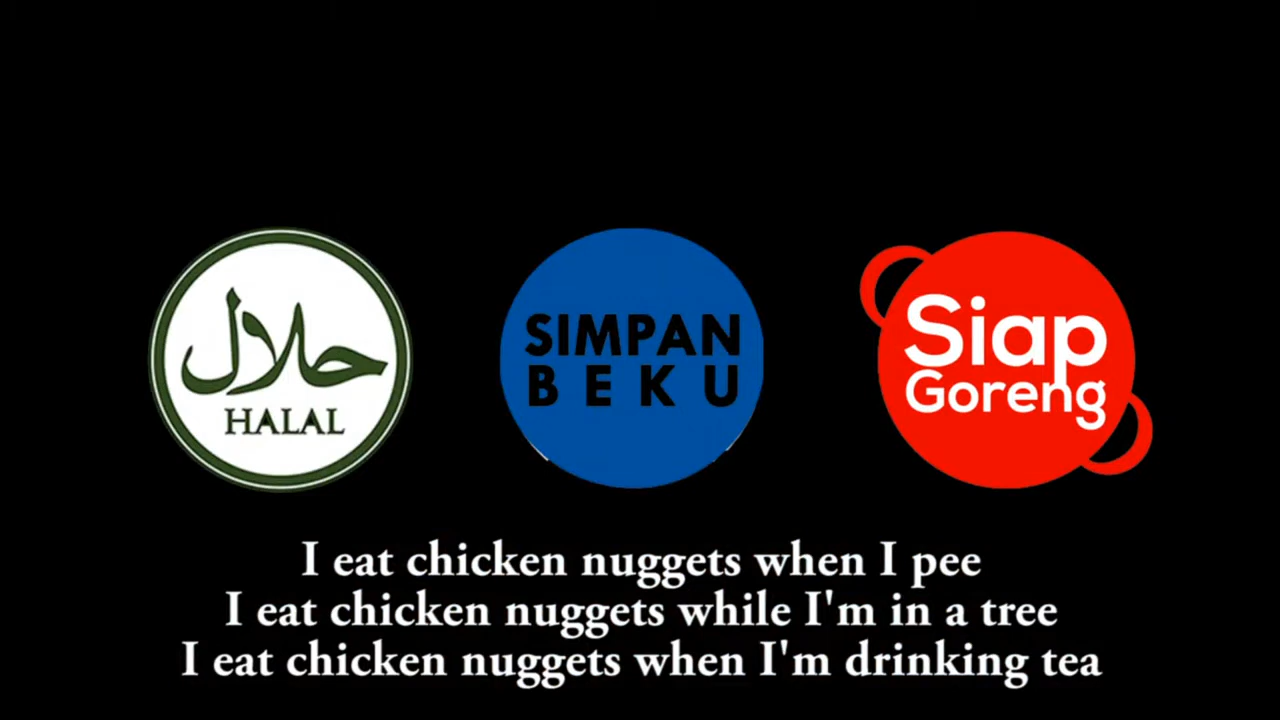 حلال
HALAL
SIMPAN
BEKU
Siap
Goreng
I eat chicken nuggets when I pee
I eat chicken nuggets while I'm in a tree
I eat chicken nuggets when I'm drinking tea